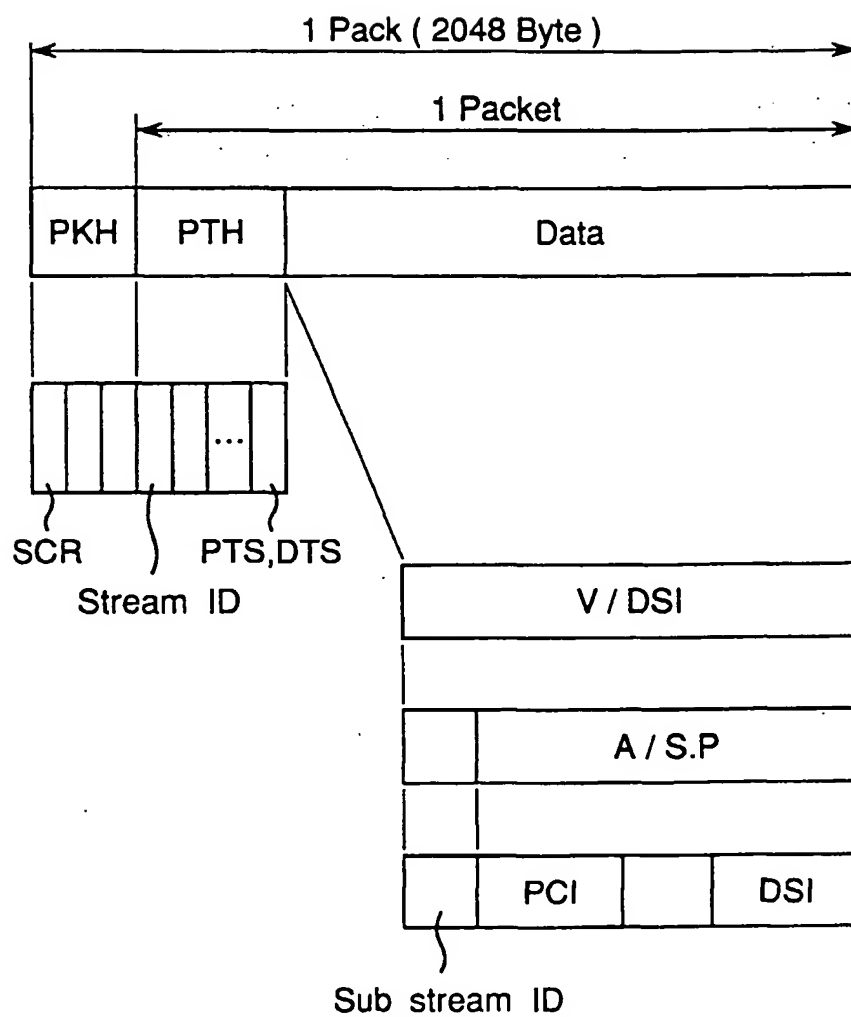 1 Pack ( 2048 Byte )
1 Packet
PKH PTH Data
...
SCR PTS,DTS
Stream ID
V / DSI
A / S.P
PCI DSI
Sub stream ID